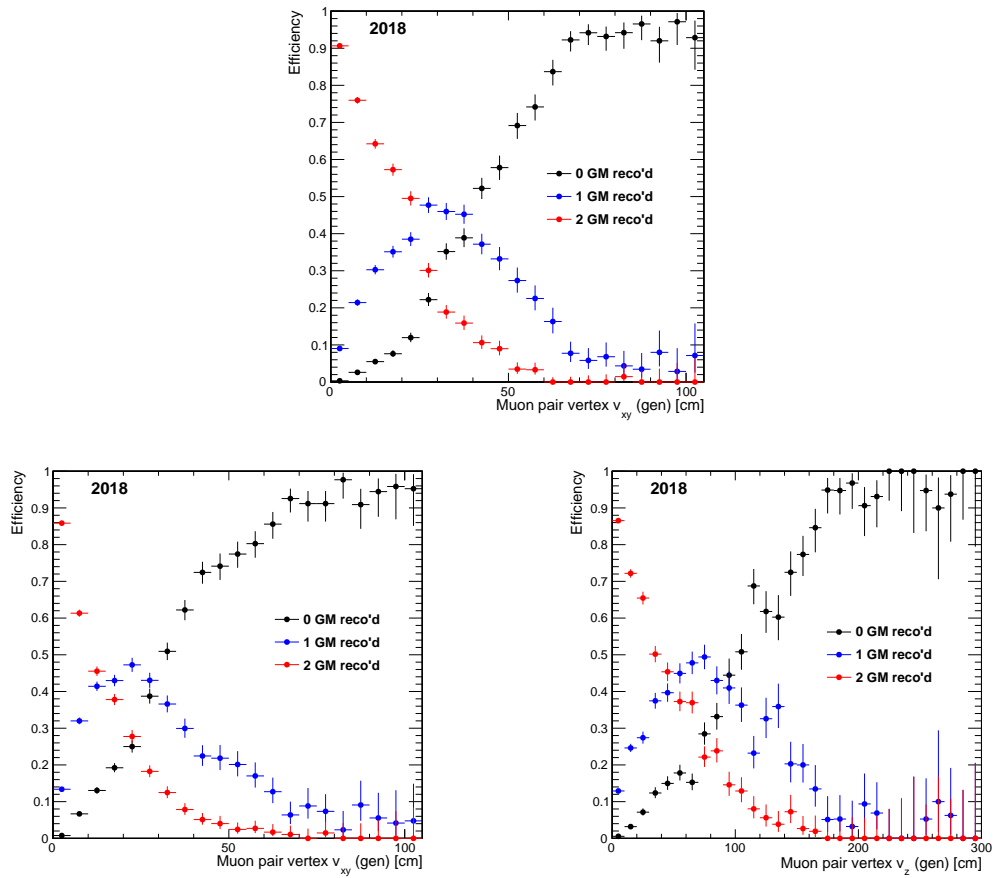 2018
Efficiency
1
0.9
0.8
0.7
0.6
0.5
0.4
0.3
0.2
0.1
0
0 GM reco'd
1 GM reco'd
2 GM reco'd
0 50 100
Muon pair vertex v_xy (gen) [cm]
2018
Efficiency
1
0.9
0.8
0.7
0.6
0.5
0.4
0.3
0.2
0.1
0
0 GM reco'd
1 GM reco'd
2 GM reco'd
0 50 100
Muon pair vertex v_xy (gen) [cm]
2018
Efficiency
1
0.9
0.8
0.7
0.6
0.5
0.4
0.3
0.2
0.1
0
0 GM reco'd
1 GM reco'd
2 GM reco'd
0 100 200 300
Muon pair vertex v_z (gen) [cm]